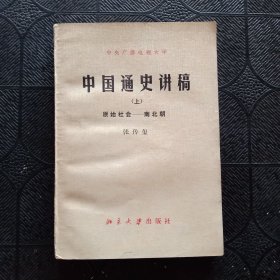 中央广播电视大学
中国通史讲稿
(上)
原始社会——南北朝
张传玺
北京大学出版社